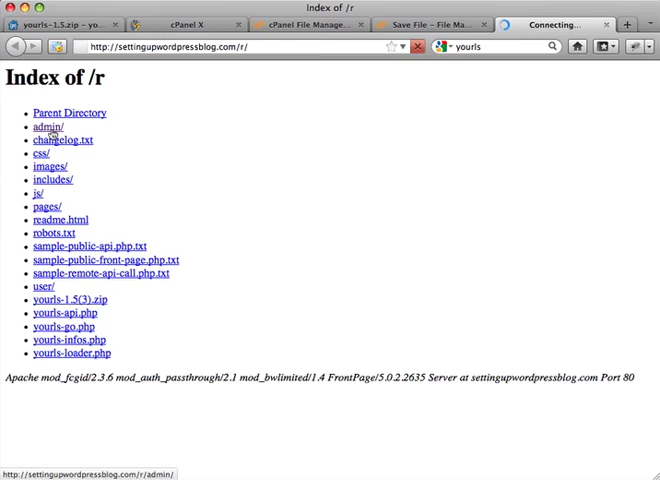 Index of /r
yourls-1.5.zip - yourls-...
cPanel X
cPanel File Manage...
Save File - File Ma...
Connecting...
http://settingupwordpressblog.com/r/
yourls
Index of /r
Parent Directory
admin/
changelog.txt
css/
images/
includes/
js/
pages/
readme.html
robots.txt
sample-public-api.php.txt
sample-public-front-page.php.txt
sample-remote-api-call.php.txt
user/
yourls-1.5(3).zip
yourls-api.php
yourls-go.php
yourls-infos.php
yourls-loader.php
Apache mod_fcgid/2.3.6 mod_auth_passthrough/2.1 mod_bwlimited/1.4 FrontPage/5.0.2.2635 Server at settingupwordpressblog.com Port 80
http://settingupwordpressblog.com/r/admin/